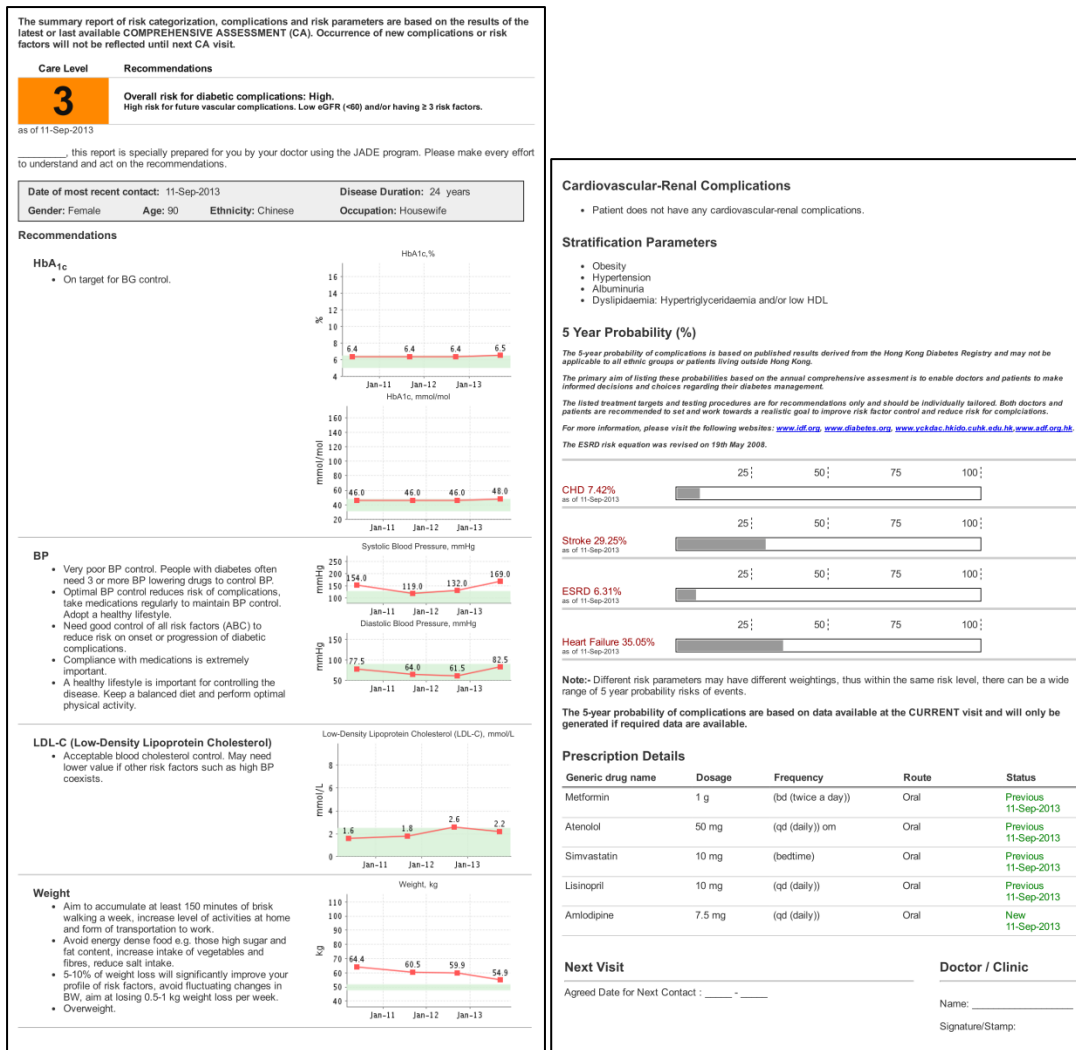 The summary report of risk categorization, complications and risk parameters are based on the results of the
latest or last available COMPREHENSIVE ASSESSMENT (CA). Occurrence of new complications or risk
factors will not be reflected until next CA visit.
Care Level Recommendations
3
Overall risk for diabetic complications: High.
High risk for future vascular complications. Low eGFR (<60) and/or having ≥ 3 risk factors.
as of 11-Sep-2013
________, this report is specially prepared for you by your doctor using the JADE program. Please make every effort
to understand and act on the recommendations.
Date of most recent contact: 11-Sep-2013 Disease Duration: 24 years
Gender: Female Age: 90 Ethnicity: Chinese Occupation: Housewife
Recommendations
HbA1c
• On target for BG control.
HbA1c,%
16
14
12
10
8
6
4
%
6.4 6.4 6.4 6.5
Jan-11 Jan-12 Jan-13
HbA1c, mmol/mol
160
140
120
100
80
60
40
20
mmol/mol
46.0 46.0 46.0 48.0
Jan-11 Jan-12 Jan-13
BP
• Very poor BP control. People with diabetes often
need 3 or more BP lowering drugs to control BP.
• Optimal BP control reduces risk of complications,
take medications regularly to maintain BP control.
Adopt a healthy lifestyle.
• Need good control of all risk factors (ABC) to
reduce risk on onset or progression of diabetic
complications.
• Compliance with medications is extremely
important.
• A healthy lifestyle is important for controlling the
disease. Keep a balanced diet and perform optimal
physical activity.
Systolic Blood Pressure, mmHg
250
200
150
100
mmHg
154.0 119.0 132.0 169.0
Jan-11 Jan-12 Jan-13
Diastolic Blood Pressure, mmHg
150
100
50
mmHg
77.5 64.0 61.5 82.5
Jan-11 Jan-12 Jan-13
LDL-C (Low-Density Lipoprotein Cholesterol)
• Acceptable blood cholesterol control. May need
lower value if other risk factors such as high BP
coexists.
Low-Density Lipoprotein Cholesterol (LDL-C), mmol/L
8
6
4
2
0
mmol/L
1.6 1.8 2.6 2.2
Jan-11 Jan-12 Jan-13
Weight
• Aim to accumulate at least 150 minutes of brisk
walking a week, increase level of activities at home
and form of transportation to work.
• Avoid energy dense food e.g. those high sugar and
fat content, increase intake of vegetables and
fibres, reduce salt intake.
• 5-10% of weight loss will significantly improve your
profile of risk factors, avoid fluctuating changes in
BW, aim at losing 0.5-1 kg weight loss per week.
• Overweight.
Weight, kg
110
100
90
80
70
60
50
40
kg
64.4 60.5 59.9 54.9
Jan-11 Jan-12 Jan-13
Cardiovascular-Renal Complications
• Patient does not have any cardiovascular-renal complications.
Stratification Parameters
• Obesity
• Hypertension
• Albuminuria
• Dyslipidaemia: Hypertriglyceridaemia and/or low HDL
5 Year Probability (%)
The 5-year probability of complications is based on published results derived from the Hong Kong Diabetes Registry and may not be
applicable to all ethnic groups or patients living outside Hong Kong.
The primary aim of listing these probabilities based on the annual comprehensive assesment is to enable doctors and patients to make
informed decisions and choices regarding their diabetes management.
The listed treatment targets and testing procedures are for recommendations only and should be individually tailored. Both doctors and
patients are recommended to set and work towards a realistic goal to improve risk factor control and reduce risk for complciations.
For more information, please visit the following websites: www.idf.org, www.diabetes.org, www.yckdac.hkido.cuhk.edu.hk,www.adf.org.hk.
The ESRD risk equation was revised on 19th May 2008.
25 50 75 100
CHD 7.42%
as of 11-Sep-2013
25 50 75 100
Stroke 29.25%
as of 11-Sep-2013
25 50 75 100
ESRD 6.31%
as of 11-Sep-2013
25 50 75 100
Heart Failure 35.05%
as of 11-Sep-2013
Note:- Different risk parameters may have different weightings, thus within the same risk level, there can be a wide
range of 5 year probability risks of events.
The 5-year probability of complications are based on data available at the CURRENT visit and will only be
generated if required data are available.
Prescription Details
Generic drug name Dosage Frequency Route Status
Metformin 1 g (bd (twice a day)) Oral Previous
11-Sep-2013
Atenolol 50 mg (qd (daily)) om Oral Previous
11-Sep-2013
Simvastatin 10 mg (bedtime) Oral Previous
11-Sep-2013
Lisinopril 10 mg (qd (daily)) Oral Previous
11-Sep-2013
Amlodipine 7.5 mg (qd (daily)) Oral New
11-Sep-2013
Next Visit Doctor / Clinic
Agreed Date for Next Contact : _____ - _____
Name: ___________________
Signature/Stamp: